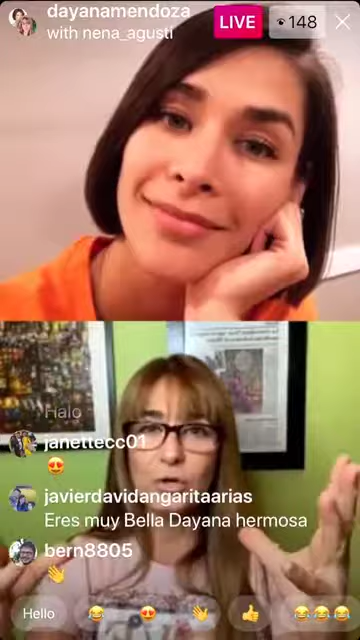 dayanamendoza
with nena_agusti
LIVE
148
Halo
janettecc01
javierdavidangaritaarias
Eres muy Bella Dayana hermosa
bern8805
Hello